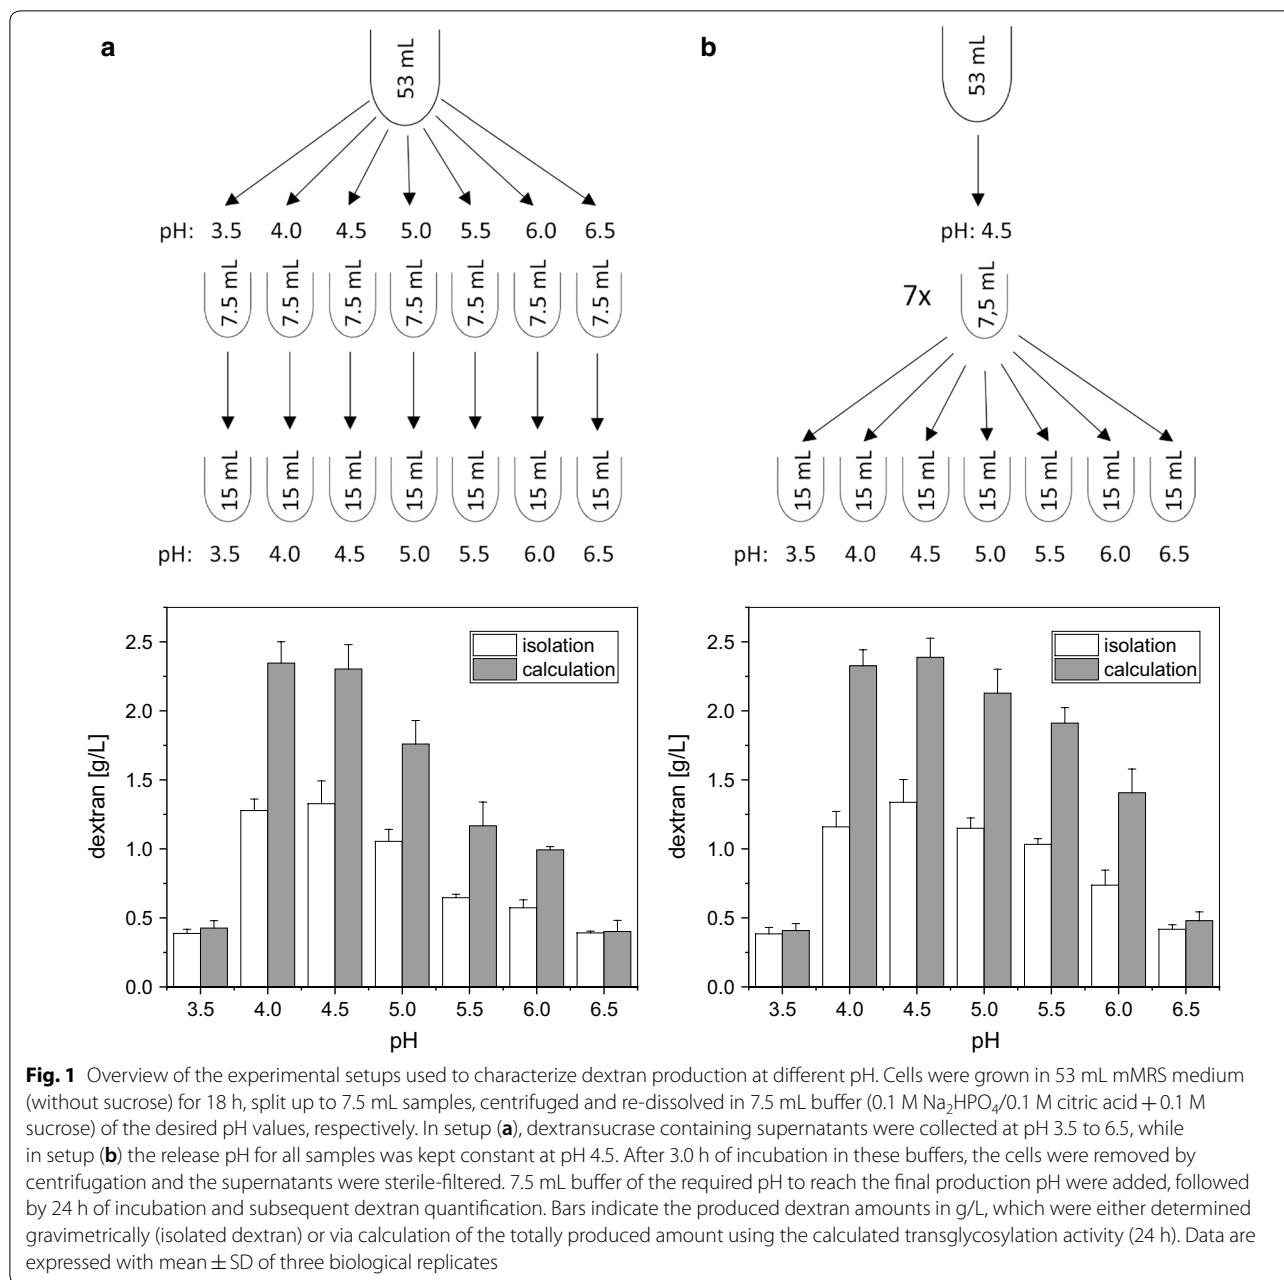 a
53 mL
pH: 3.5 4.0 4.5 5.0 5.5 6.0 6.5
7.5 mL 7.5 mL 7.5 mL 7.5 mL 7.5 mL 7.5 mL 7.5 mL
15 mL 15 mL 15 mL 15 mL 15 mL 15 mL 15 mL
pH: 3.5 4.0 4.5 5.0 5.5 6.0 6.5
isolation
calculation
dextran [g/L]
2.5
2.0
1.5
1.0
0.5
0.0
3.5 4.0 4.5 5.0 5.5 6.0 6.5
pH
b
53 mL
pH: 4.5
7x
7,5 mL
15 mL 15 mL 15 mL 15 mL 15 mL 15 mL 15 mL
pH: 3.5 4.0 4.5 5.0 5.5 6.0 6.5
isolation
calculation
dextran [g/L]
2.5
2.0
1.5
1.0
0.5
0.0
3.5 4.0 4.5 5.0 5.5 6.0 6.5
pH
Fig. 1 Overview of the experimental setups used to characterize dextran production at different pH. Cells were grown in 53 mL mMRS medium
(without sucrose) for 18 h, split up to 7.5 mL samples, centrifuged and re-dissolved in 7.5 mL buffer (0.1 M Na₂HPO₄/0.1 M citric acid + 0.1 M
sucrose) of the desired pH values, respectively. In setup (a), dextransucrase containing supernatants were collected at pH 3.5 to 6.5, while
in setup (b) the release pH for all samples was kept constant at pH 4.5. After 3.0 h of incubation in these buffers, the cells were removed by
centrifugation and the supernatants were sterile-filtered. 7.5 mL buffer of the required pH to reach the final production pH were added, followed
by 24 h of incubation and subsequent dextran quantification. Bars indicate the produced dextran amounts in g/L, which were either determined
gravimetrically (isolated dextran) or via calculation of the totally produced amount using the calculated transglycosylation activity (24 h). Data are
expressed with mean ± SD of three biological replicates